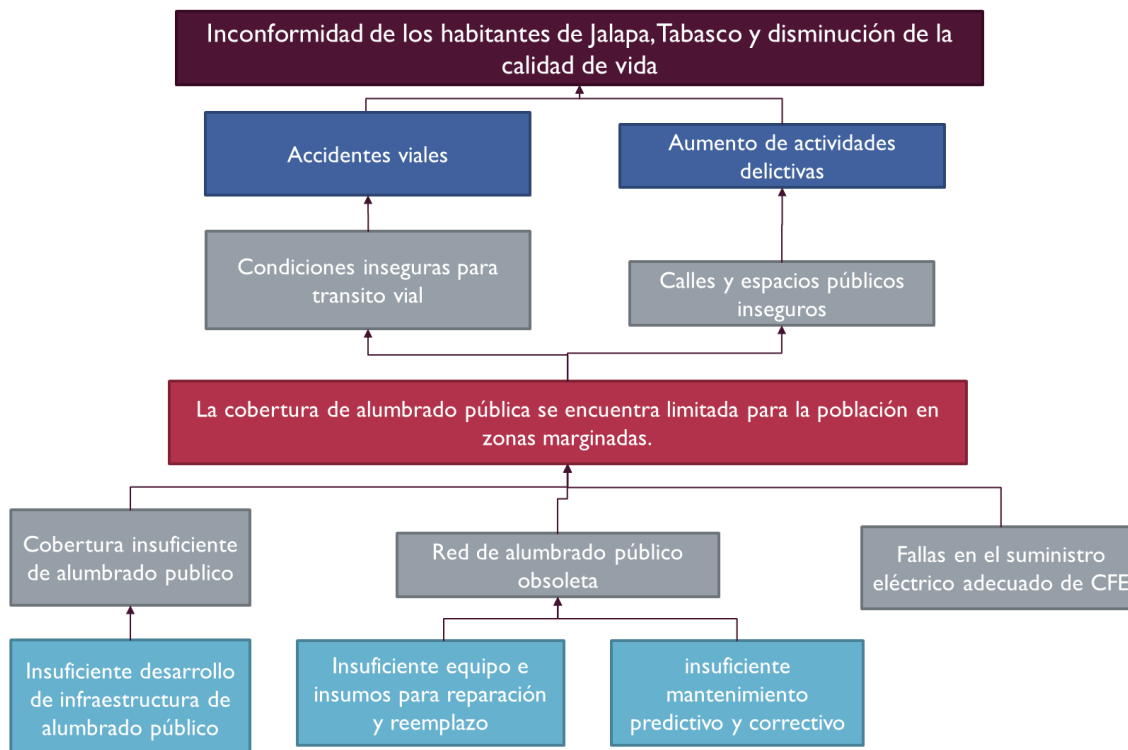 Inconformidad de los habitantes de Jalapa, Tabasco y disminución de la
calidad de vida
Accidentes viales
Aumento de actividades
delictivas
Condiciones inseguras para
transito vial
Calles y espacios públicos
inseguros
La cobertura de alumbrado pública se encuentra limitada para la población en
zonas marginadas.
Cobertura insuficiente
de alumbrado publico
Red de alumbrado público
obsoleta
Fallas en el suministro
eléctrico adecuado de CFE
Insuficiente desarrollo
de infraestructura de
alumbrado público
Insuficiente equipo e
insumos para reparación
y reemplazo
insuficiente
mantenimiento
predictivo y correctivo